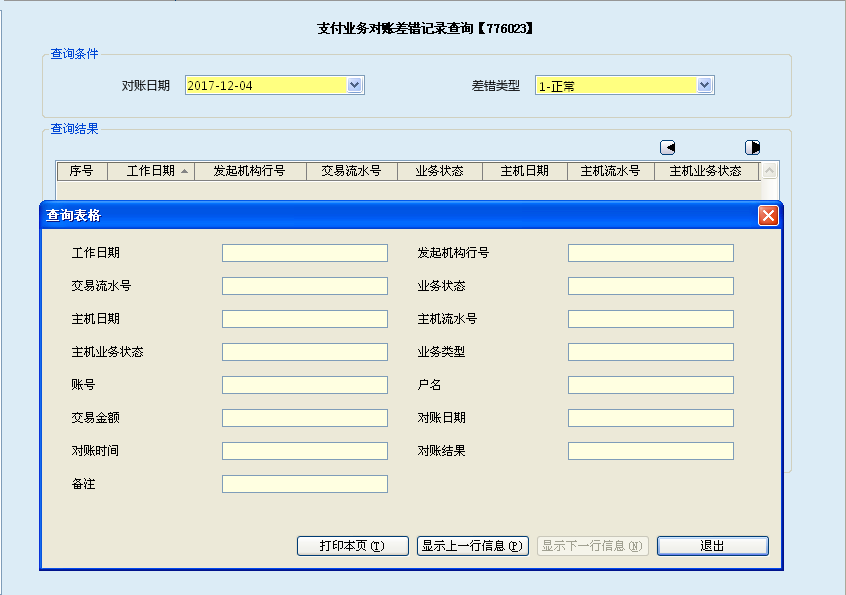 支付业务对账差错记录查询【776023】
查询条件
对账日期 2017-12-04 差错类型 1-正常
查询结果
序号 工作日期 发起机构行号 交易流水号 业务状态 主机日期 主机流水号 主机业务状态
查询表格
工作日期 发起机构行号
交易流水号 业务状态
主机日期 主机流水号
主机业务状态 业务类型
账号 户名
交易金额 对账日期
对账时间 对账结果
备注
打印本页(T) 显示上一行信息(P) 显示下一行信息(N) 退出